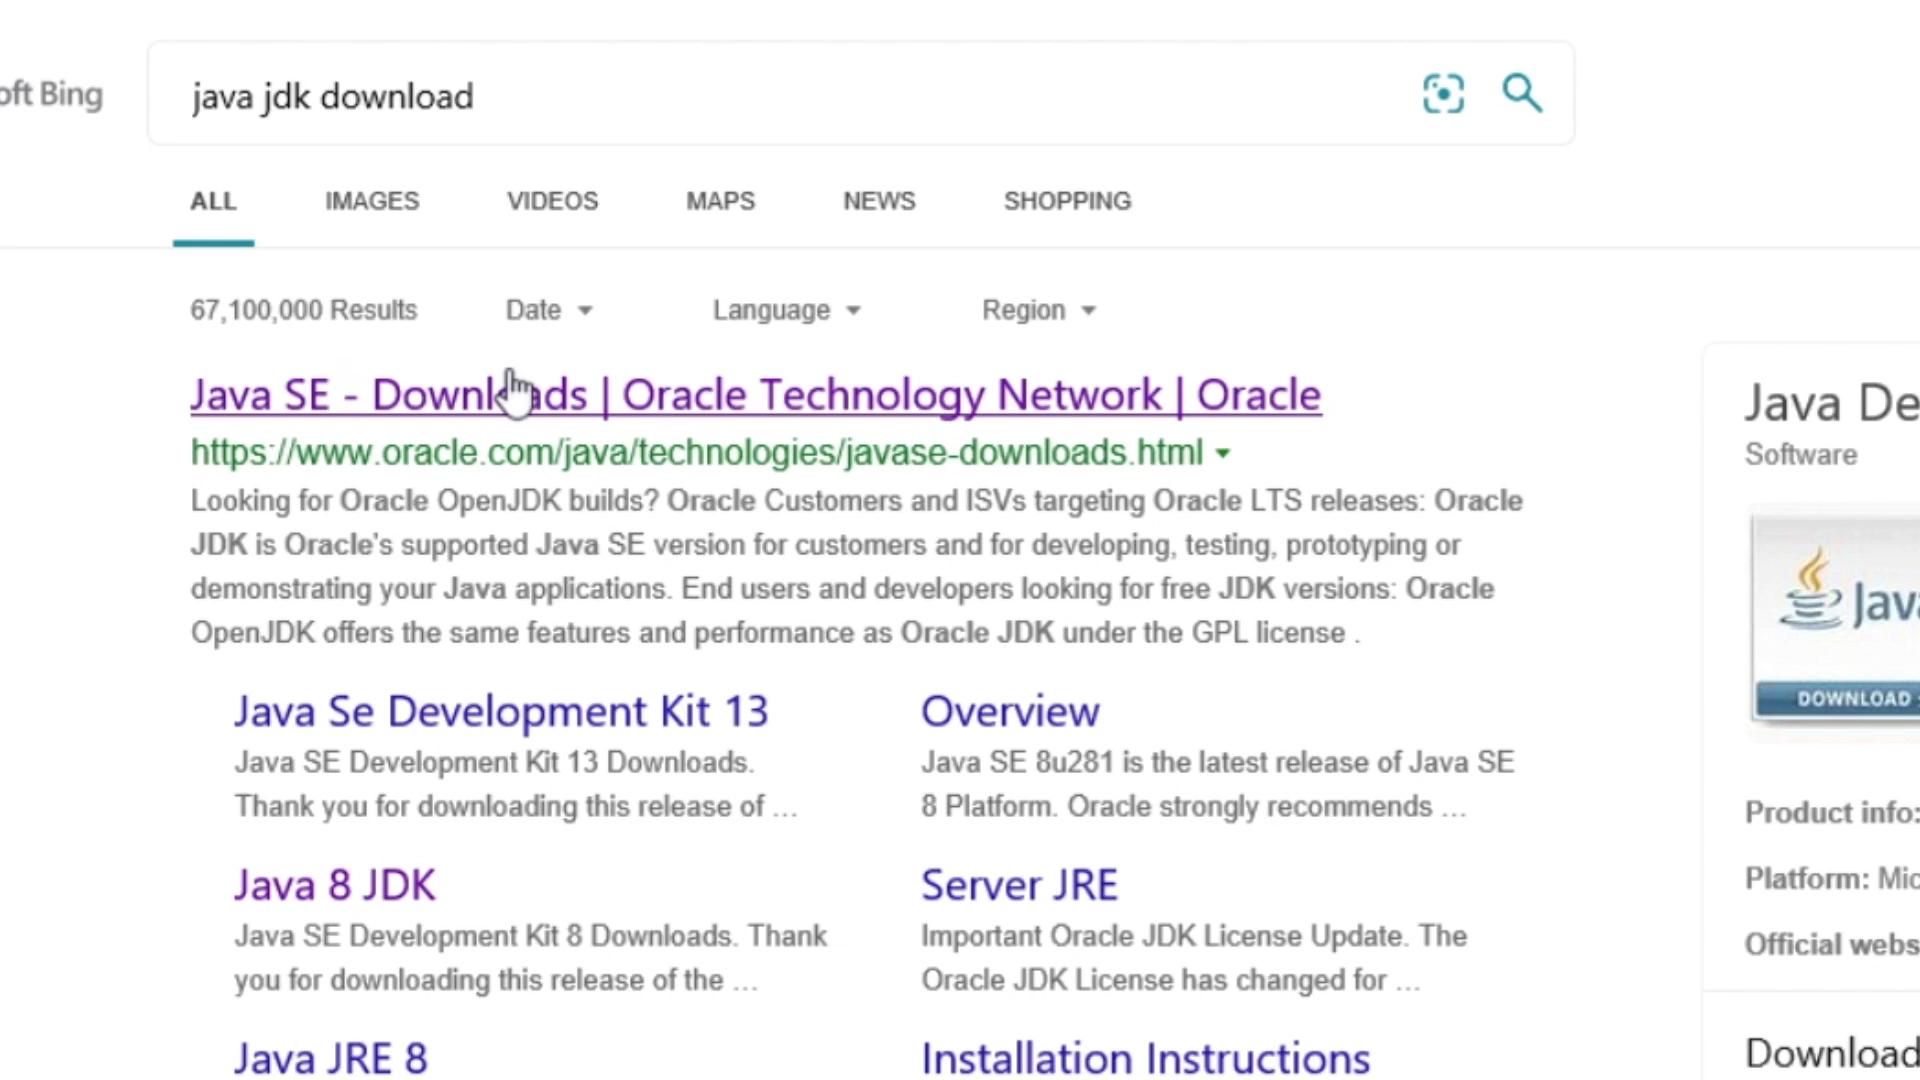 oft Bing
java jdk download
ALL IMAGES VIDEOS MAPS NEWS SHOPPING
67,100,000 Results Date Language Region
Java SE - Downloads | Oracle Technology Network | Oracle
https://www.oracle.com/java/technologies/javase-downloads.html
Looking for Oracle OpenJDK builds? Oracle Customers and ISVs targeting Oracle LTS releases: Oracle
JDK is Oracle's supported Java SE version for customers and for developing, testing, prototyping or
demonstrating your Java applications. End users and developers looking for free JDK versions: Oracle
OpenJDK offers the same features and performance as Oracle JDK under the GPL license .
Java Se Development Kit 13
Java SE Development Kit 13 Downloads.
Thank you for downloading this release of ...
Overview
Java SE 8u281 is the latest release of Java SE
8 Platform. Oracle strongly recommends ...
Java 8 JDK
Java SE Development Kit 8 Downloads. Thank
you for downloading this release of the ...
Server JRE
Important Oracle JDK License Update. The
Oracle JDK License has changed for ...
Java JRE 8
Installation Instructions
Java De
Software
Java
DOWNLOAD
Product info:
Platform: Mic
Official webs
Download